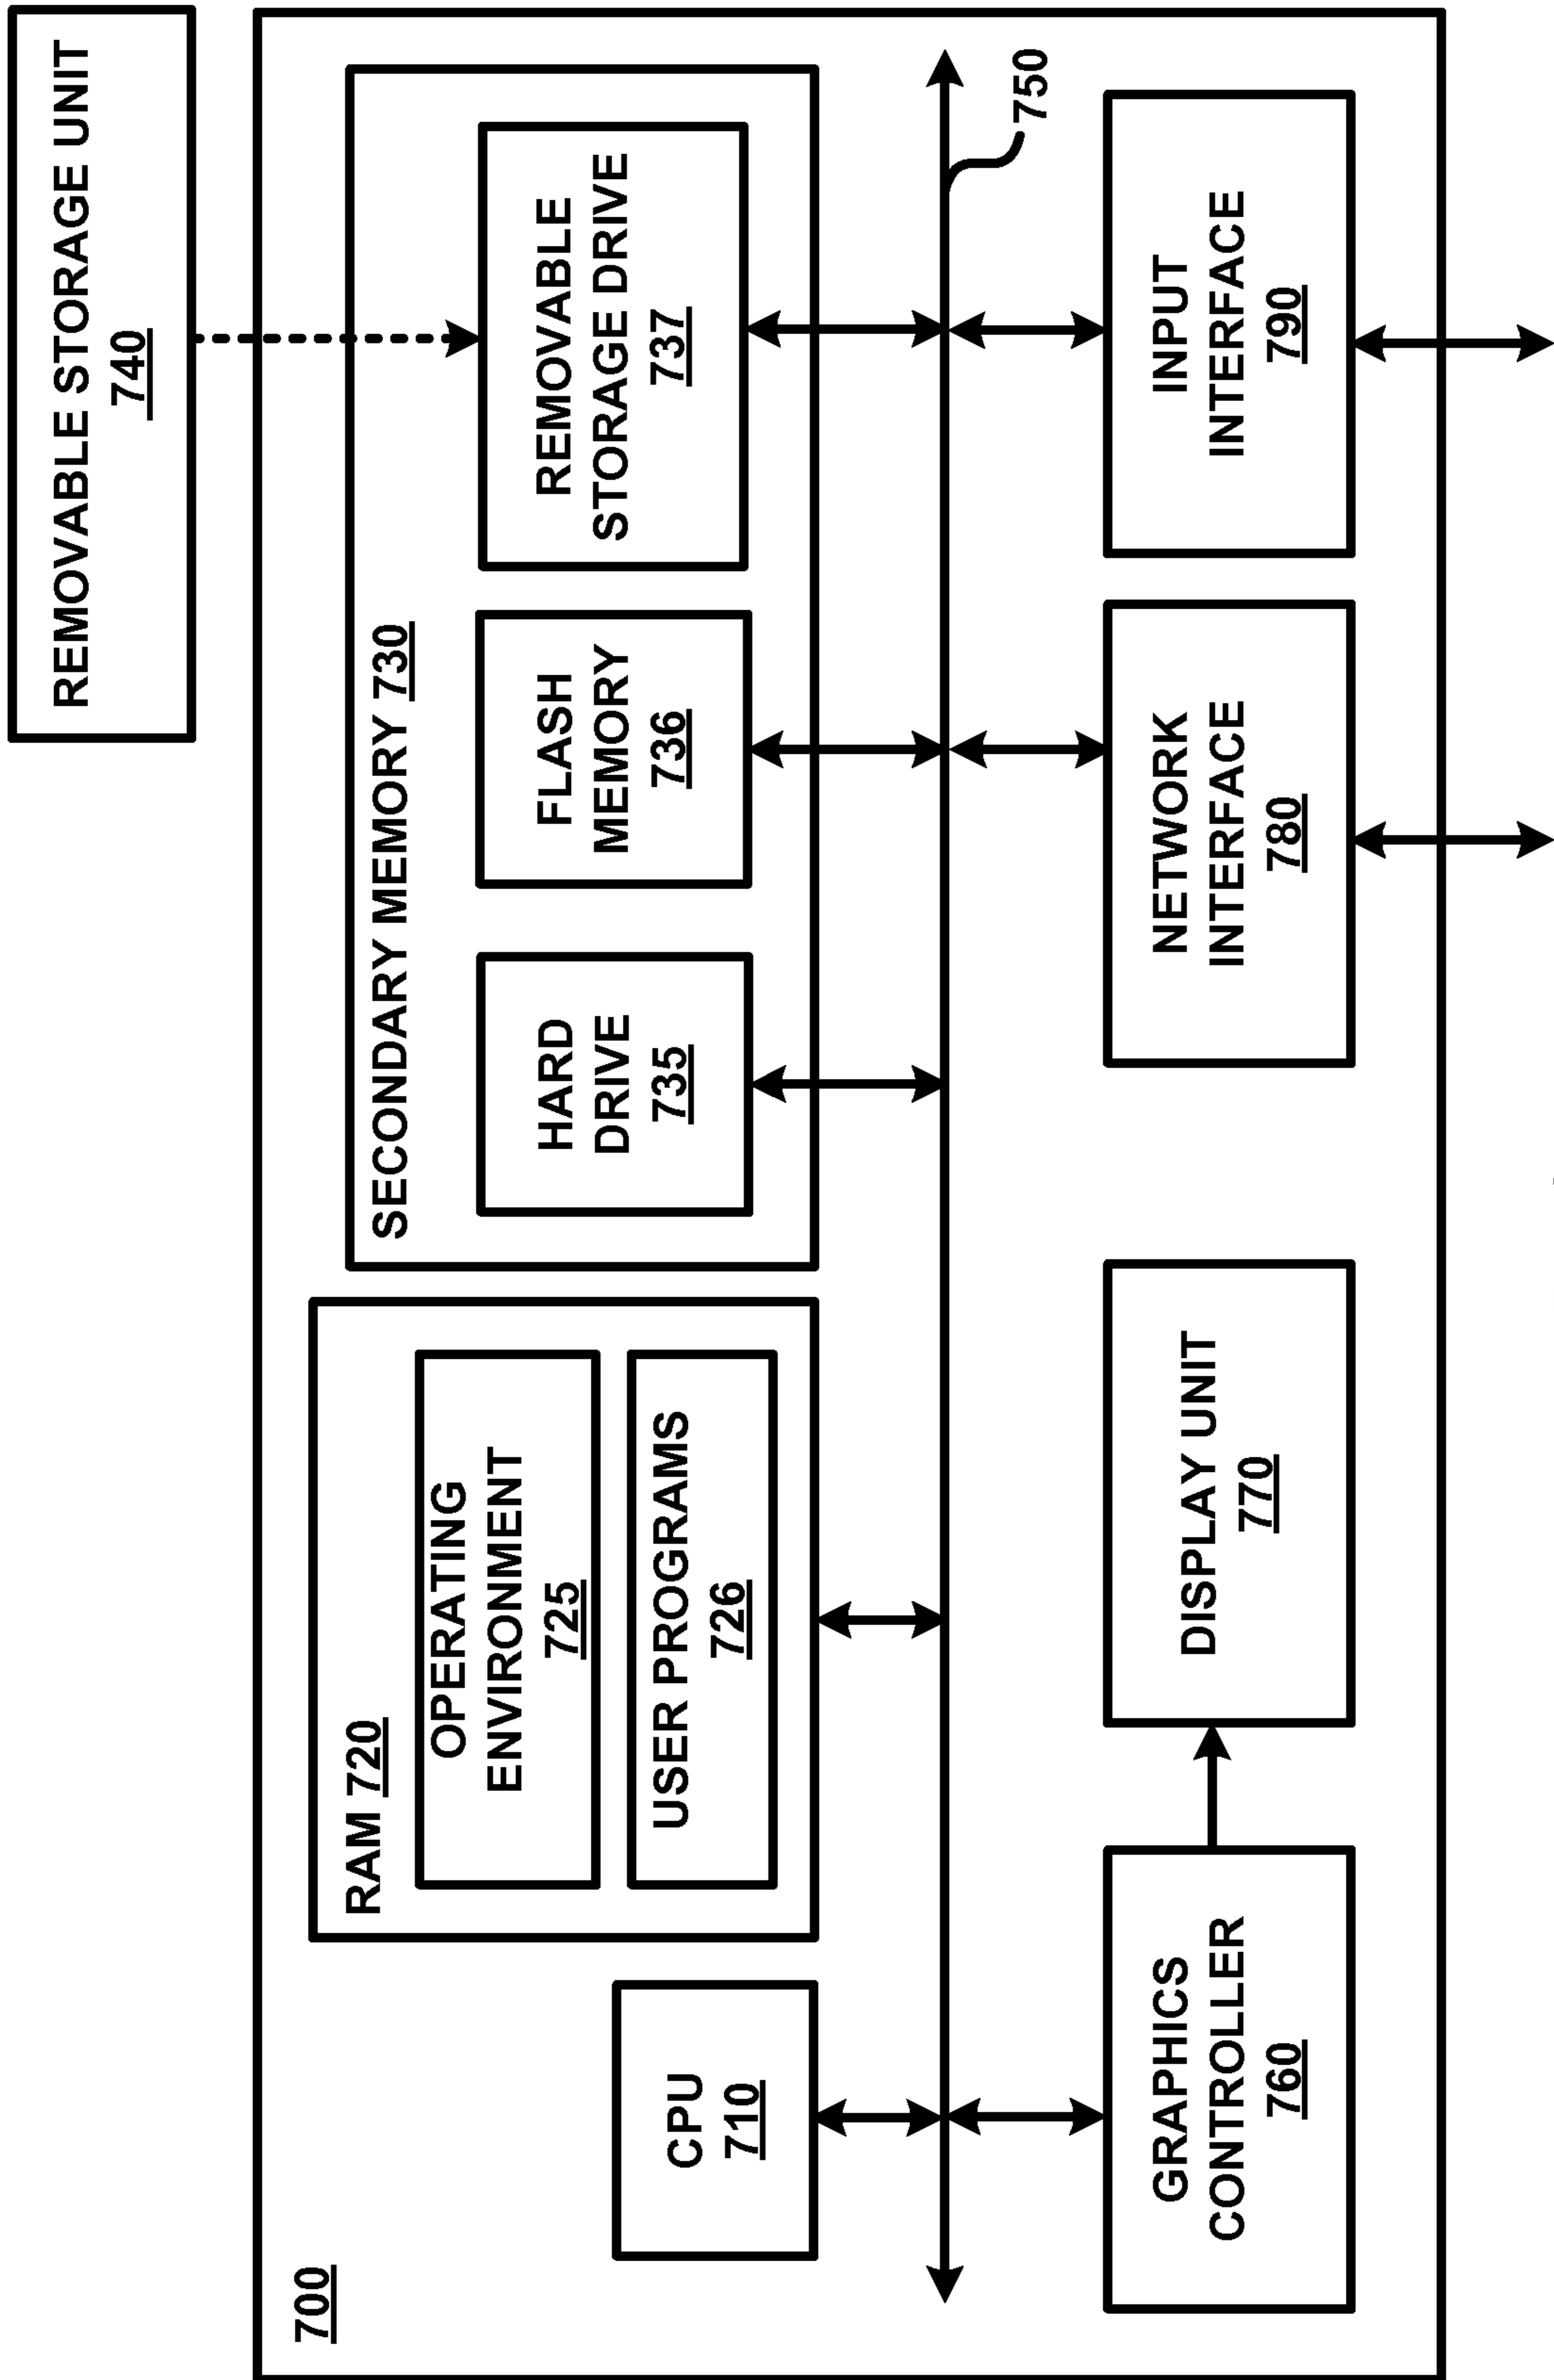 REMOVABLE STORAGE UNIT
740
700
RAM 720
OPERATING
ENVIRONMENT
725
USER PROGRAMS
726
SECONDARY MEMORY 730
HARD
DRIVE
735
FLASH
MEMORY
736
REMOVABLE
STORAGE DRIVE
737
CPU
710
750
GRAPHICS
CONTROLLER
760
DISPLAY UNIT
770
NETWORK
INTERFACE
780
INPUT
INTERFACE
790